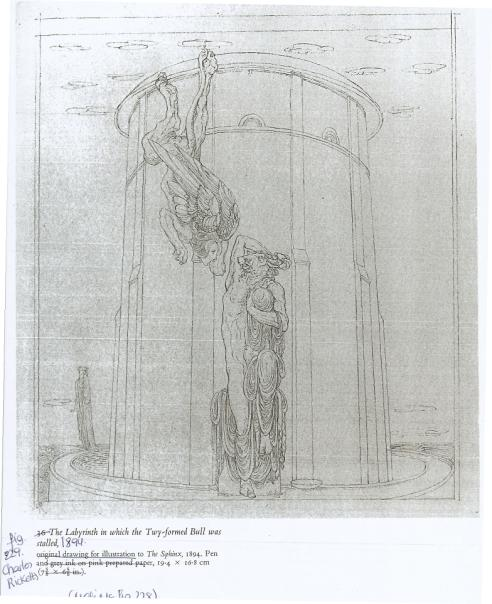 36 The Labyrinth in which the Twy-formed Bull was
stalled, 1894.
original drawing for illustration to The Sphinx, 1894. Pen
and grey ink on pink prepared paper, 19·4 × 16·8 cm
(7⅝ × 6⅝ in.).
fig.
229.
Charles
Ricketts